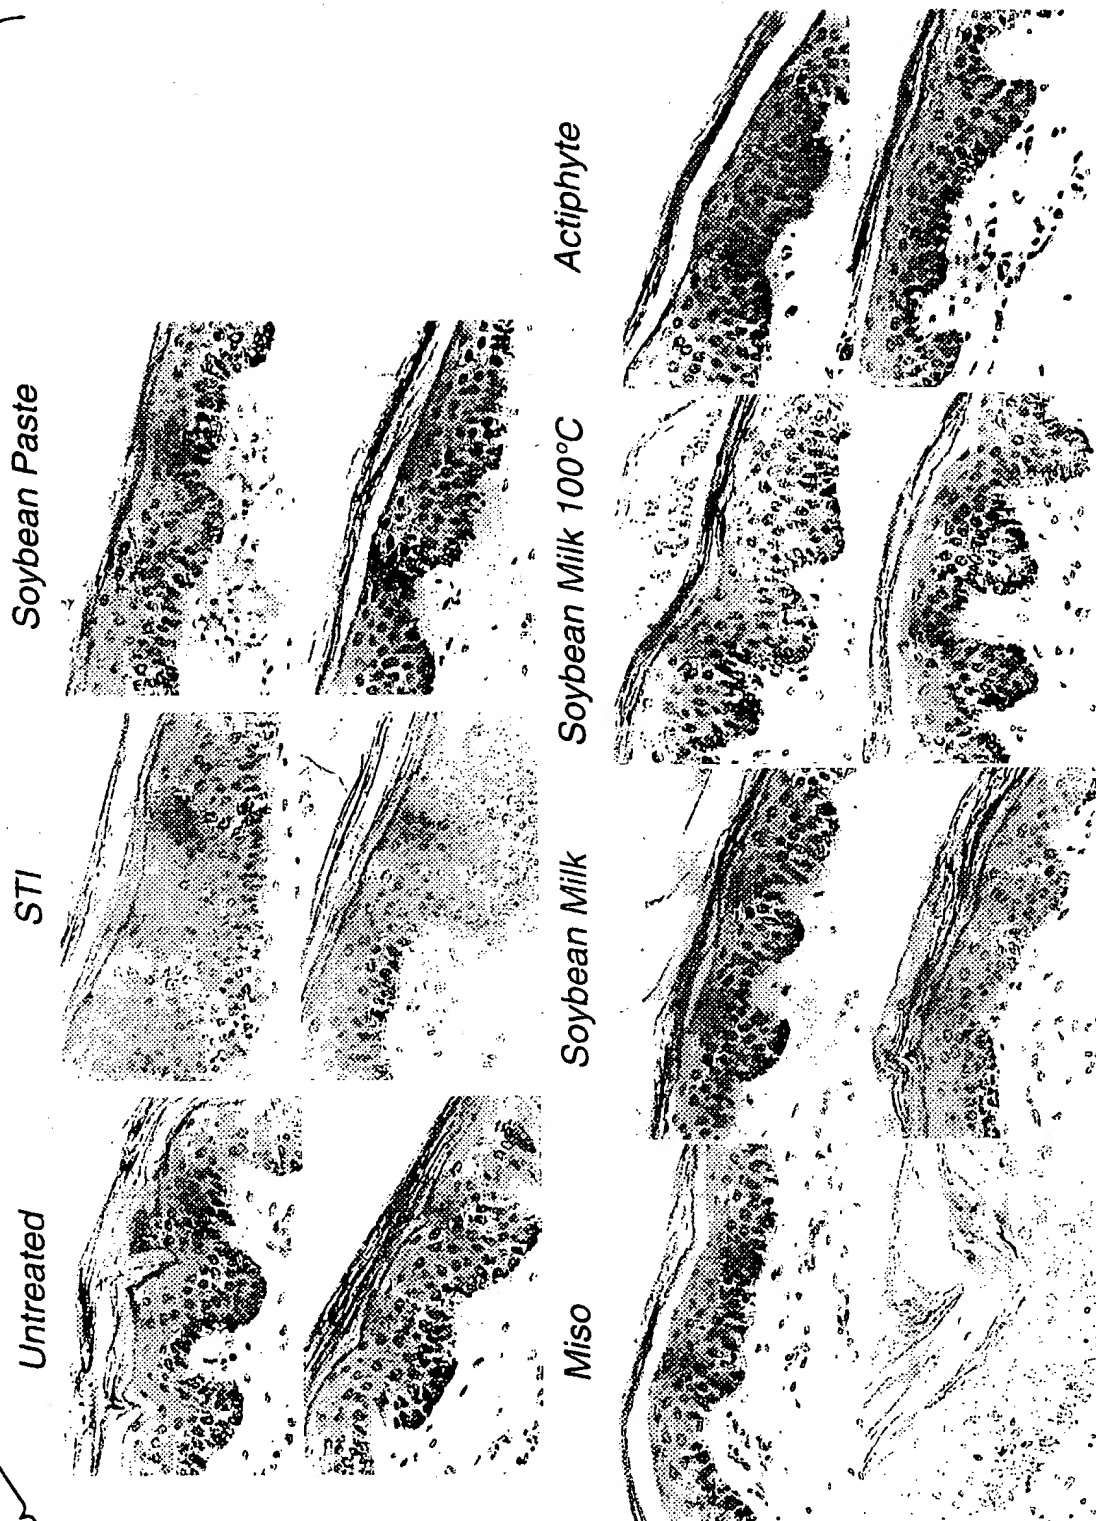 Untreated
STI
Soybean Paste
Miso
Soybean Milk
Soybean Milk 100°C
Actiphyte